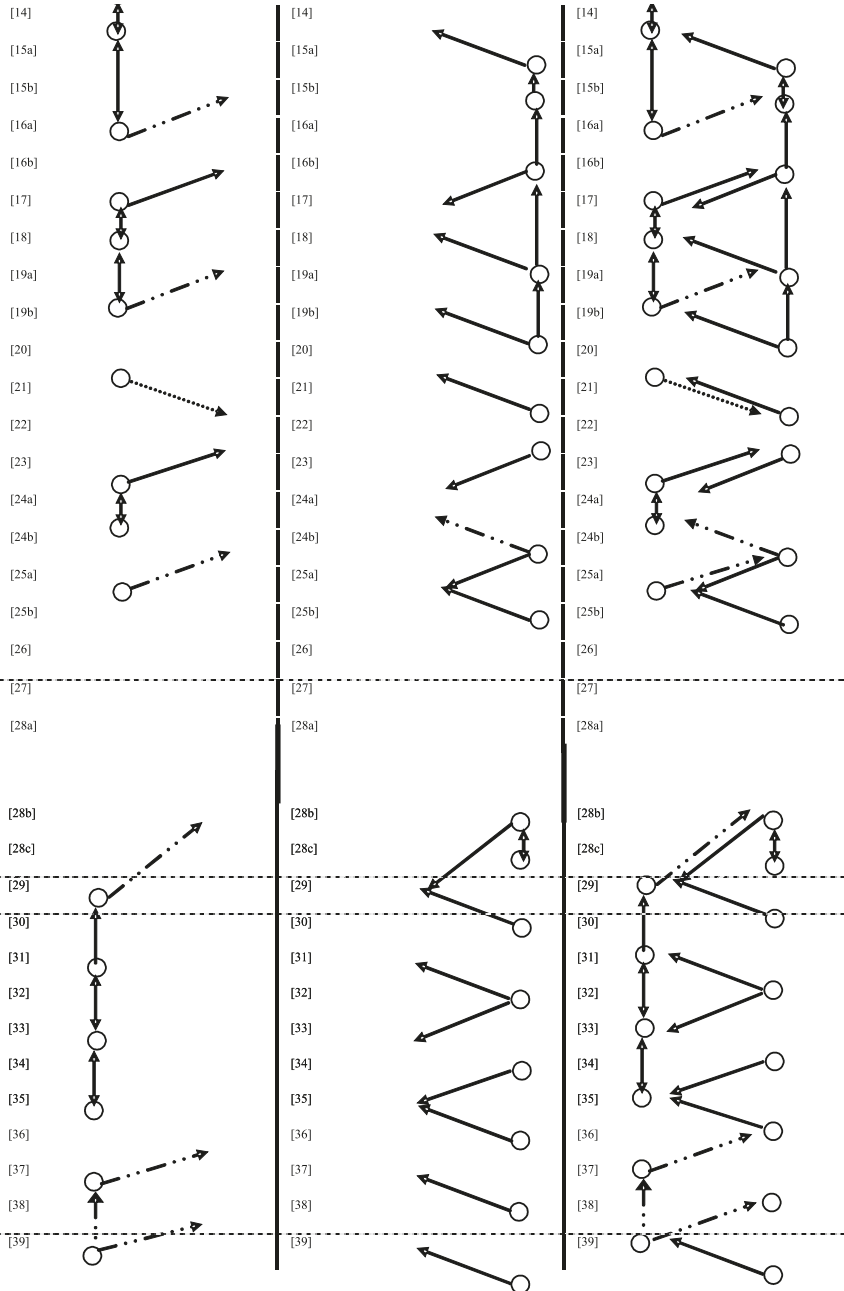 [14] [14] [14]
[15a] [15a] [15a]
[15b] [15b] [15b]
[16a] [16a] [16a]
[16b] [16b] [16b]
[17] [17] [17]
[18] [18] [18]
[19a] [19a] [19a]
[19b] [19b] [19b]
[20] [20] [20]
[21] [21] [21]
[22] [22] [22]
[23] [23] [23]
[24a] [24a] [24a]
[24b] [24b] [24b]
[25a] [25a] [25a]
[25b] [25b] [25b]
[26] [26] [26]
[27] [27] [27]
[28a] [28a] [28a]
[28b] [28b] [28b]
[28c] [28c] [28c]
[29] [29] [29]
[30] [30] [30]
[31] [31] [31]
[32] [32] [32]
[33] [33] [33]
[34] [34] [34]
[35] [35] [35]
[36] [36] [36]
[37] [37] [37]
[38] [38] [38]
[39] [39] [39]